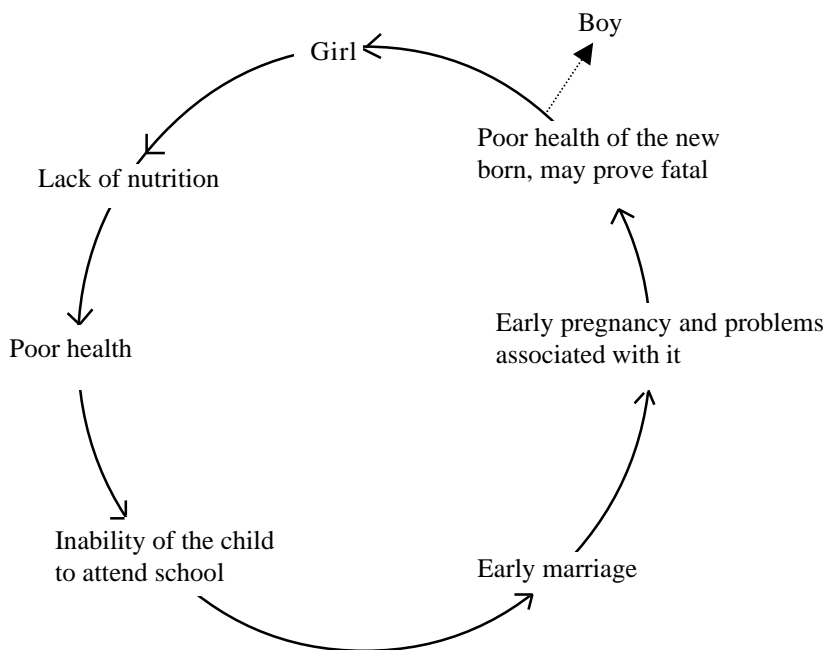 Boy
Girl
Poor health of the new
born, may prove fatal
Lack of nutrition
Early pregnancy and problems
associated with it
Poor health
Inability of the child
to attend school
Early marriage